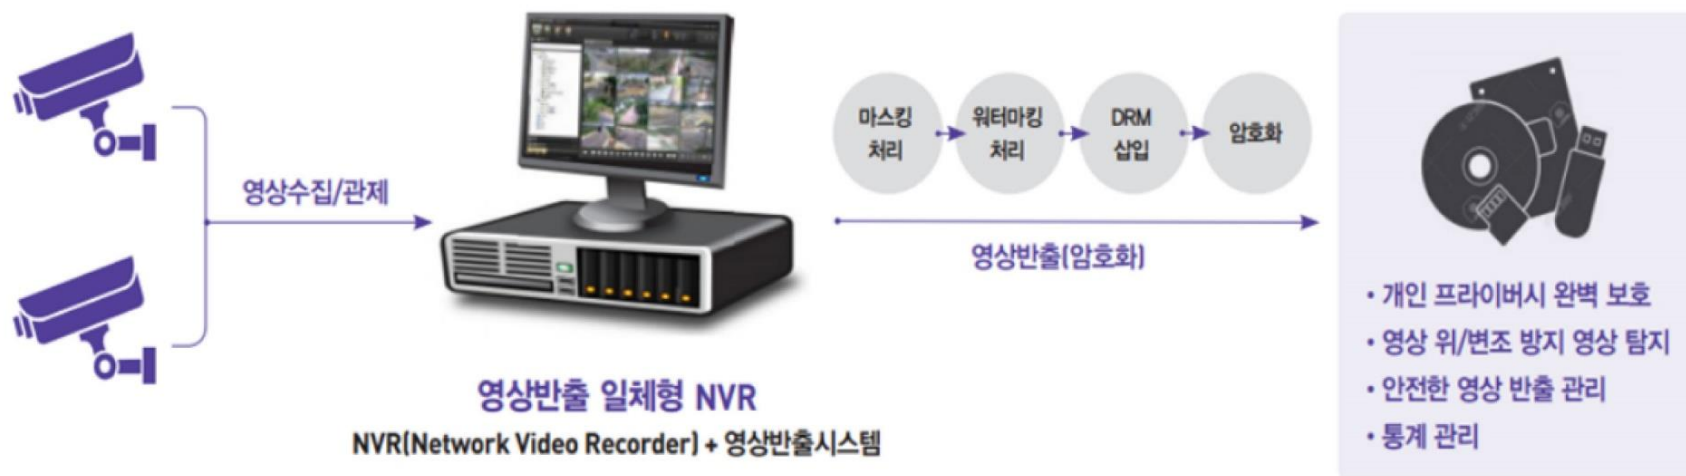 영상수집/관제
마스킹
처리
워터마킹
처리
DRM
삽입
암호화
영상반출(암호화)
영상반출 일체형 NVR
NVR(Network Video Recorder) + 영상반출시스템
• 개인 프라이버시 완벽 보호
• 영상 위/변조 방지 영상 탐지
• 안전한 영상 반출 관리
• 통계 관리